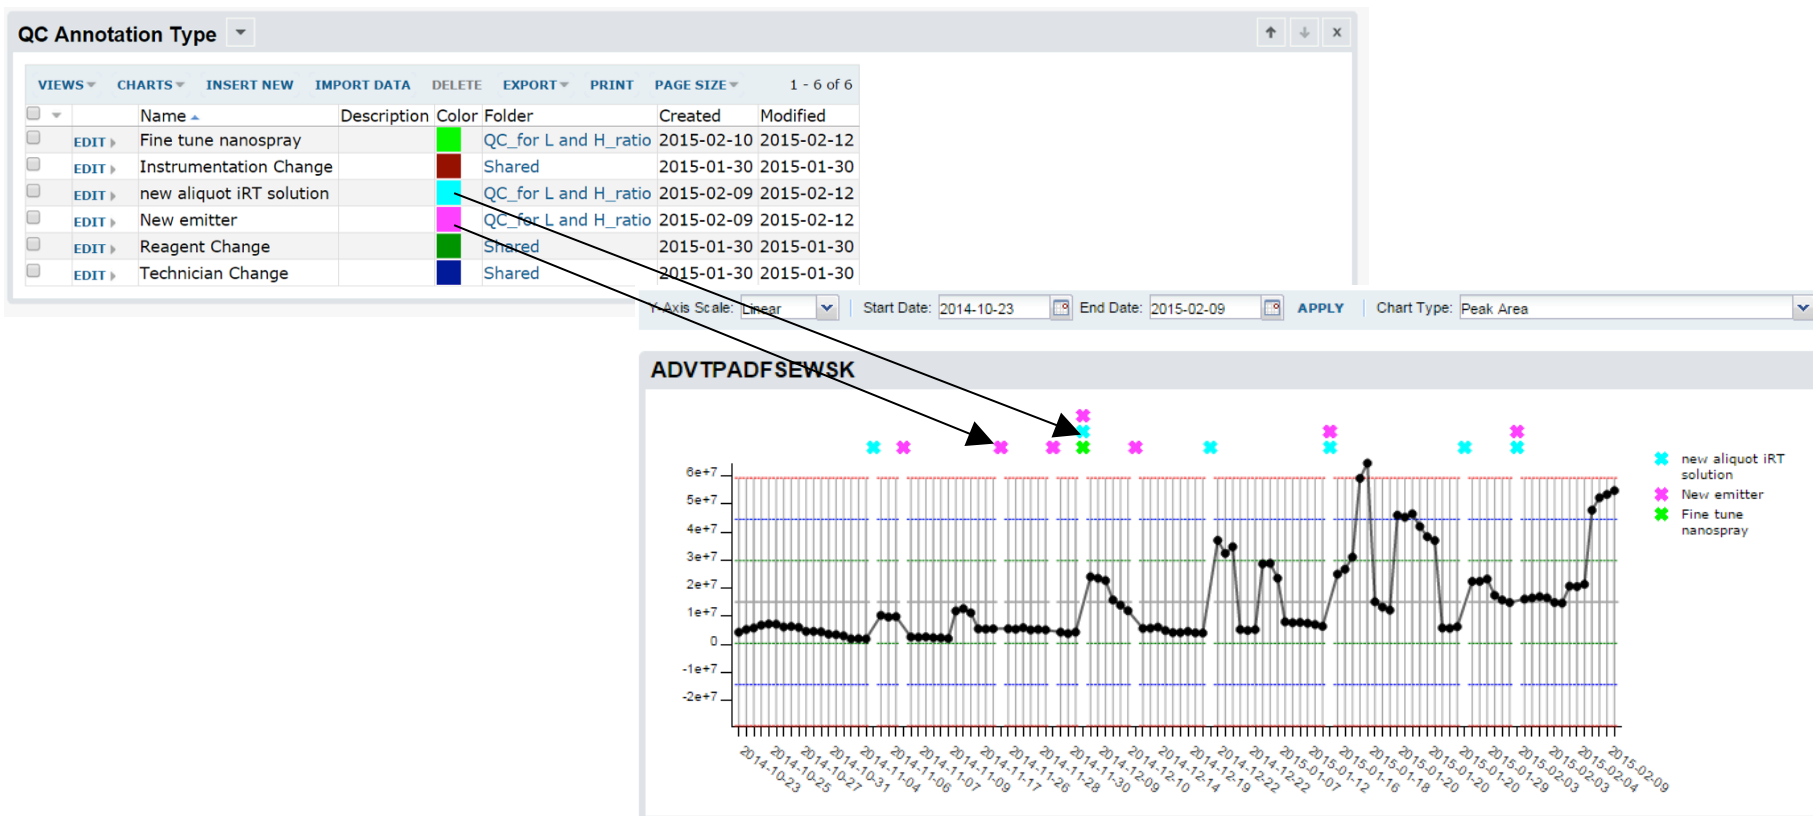 QC Annotation Type
x
VIEWS CHARTS INSERT NEW IMPORT DATA DELETE EXPORT PRINT PAGE SIZE 1 - 6 of 6
Name Description Color Folder Created Modified
EDIT Fine tune nanospray QC_for L and H_ratio 2015-02-10 2015-02-12
EDIT Instrumentation Change Shared 2015-01-30 2015-01-30
EDIT new aliquot iRT solution QC_for L and H_ratio 2015-02-09 2015-02-12
EDIT New emitter QC_for L and H_ratio 2015-02-09 2015-02-12
EDIT Reagent Change Shared 2015-01-30 2015-01-30
EDIT Technician Change Shared 2015-01-30 2015-01-30
Y-Axis Scale: Linear Start Date: 2014-10-23 End Date: 2015-02-09 APPLY Chart Type: Peak Area
ADVTPADFSEWSK
6e+7
5e+7
4e+7
3e+7
2e+7
1e+7
0
-1e+7
-2e+7
new aliquot iRT
solution
New emitter
Fine tune
nanospray
2014-10-23
2014-10-25
2014-10-27
2014-10-31
2014-11-04
2014-11-06
2014-11-07
2014-11-09
2014-11-17
2014-11-26
2014-11-28
2014-11-30
2014-12-09
2014-12-10
2014-12-14
2014-12-19
2014-12-22
2014-12-22
2015-01-07
2015-01-12
2015-01-16
2015-01-18
2015-01-20
2015-01-20
2015-01-29
2015-02-03
2015-02-03
2015-02-04
2015-02-09